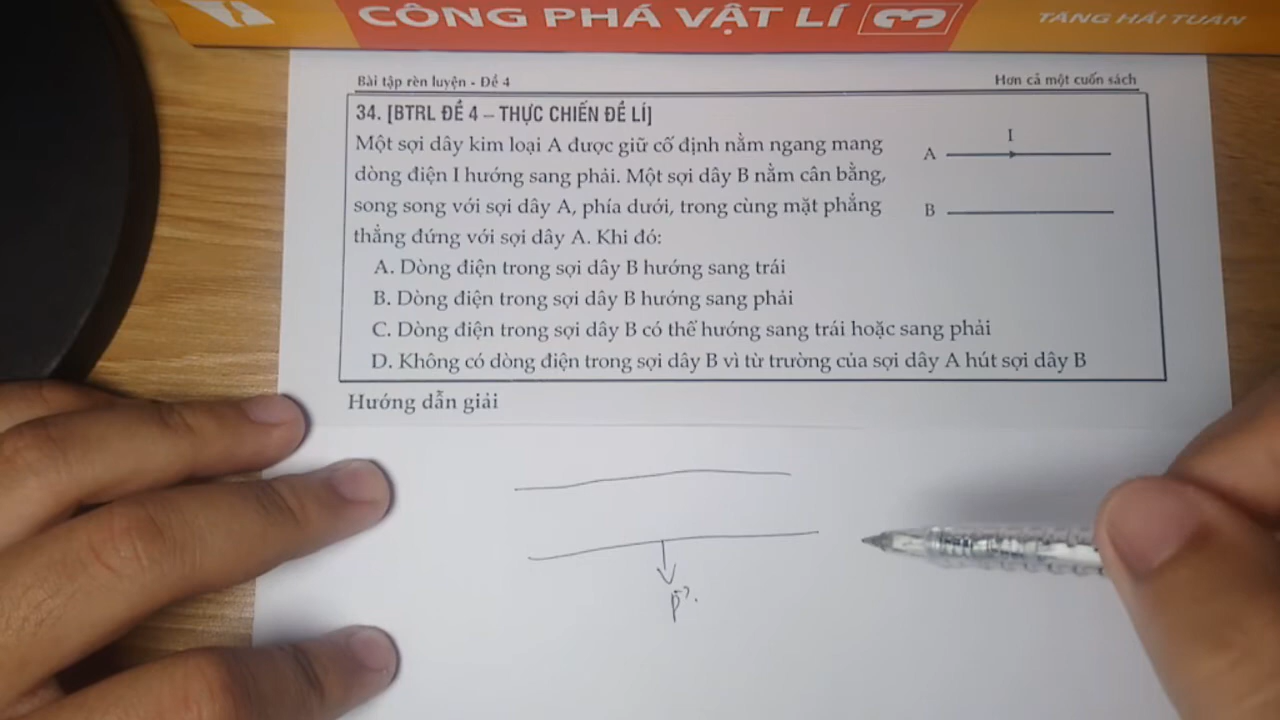 CÔNG PHÁ VẬT LÍ 3
TĂNG HẢI TUÂN
Bài tập rèn luyện - Đề 4
Hơn cả một cuốn sách
34. [BTRL ĐỀ 4 – THỰC CHIẾN ĐỀ LÍ]
Một sợi dây kim loại A được giữ cố định nằm ngang mang
dòng điện I hướng sang phải. Một sợi dây B nằm cân bằng,
song song với sợi dây A, phía dưới, trong cùng mặt phẳng
thẳng đứng với sợi dây A. Khi đó:
I
A
B
A. Dòng điện trong sợi dây B hướng sang trái
B. Dòng điện trong sợi dây B hướng sang phải
C. Dòng điện trong sợi dây B có thể hướng sang trái hoặc sang phải
D. Không có dòng điện trong sợi dây B vì từ trường của sợi dây A hút sợi dây B
Hướng dẫn giải
P